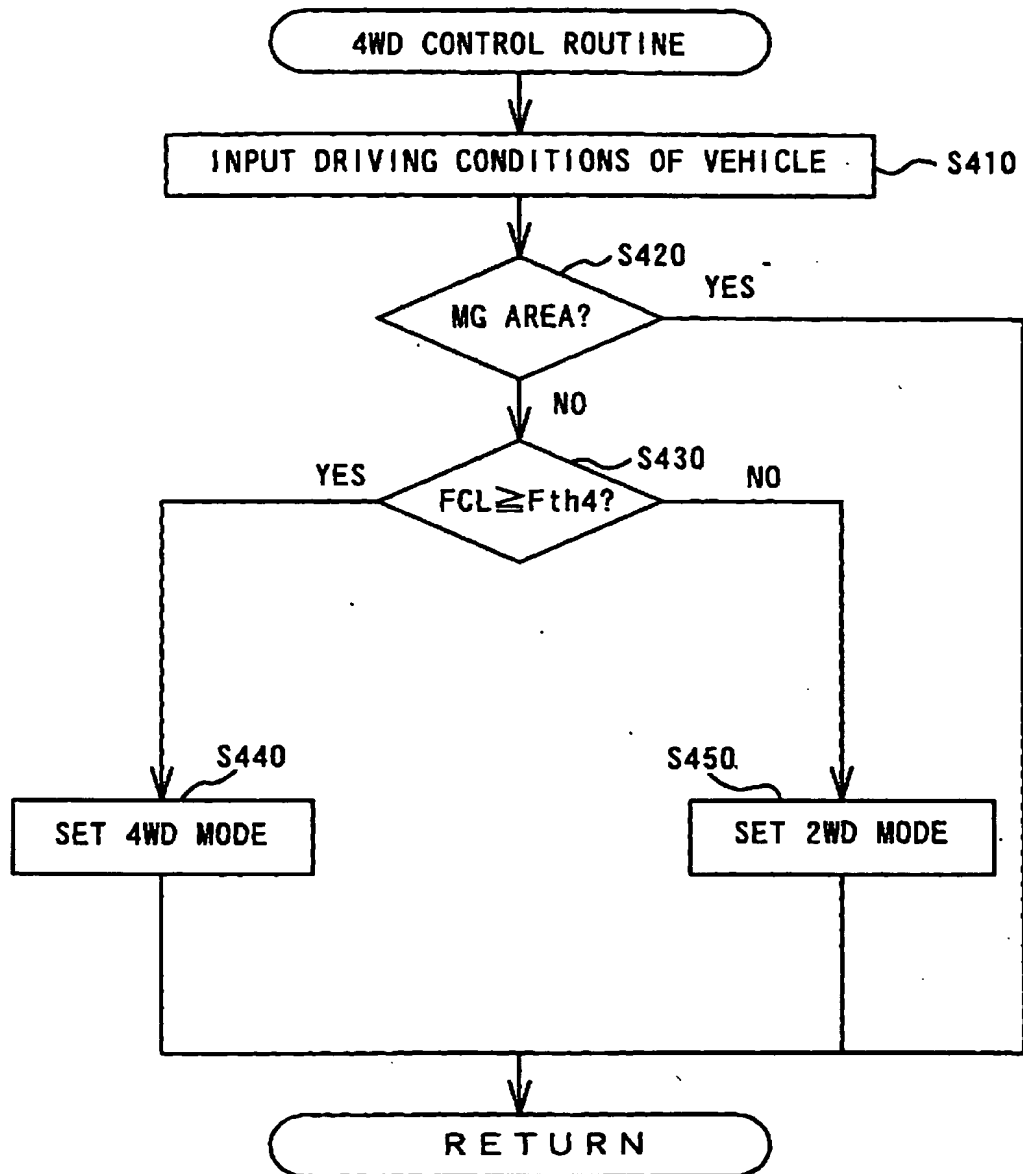 4WD CONTROL ROUTINE
INPUT DRIVING CONDITIONS OF VEHICLE
S410
S420
YES
MG AREA?
NO
S430
YES
NO
FCL≧Fth4?
S440
S450
SET 4WD MODE
SET 2WD MODE
RETURN